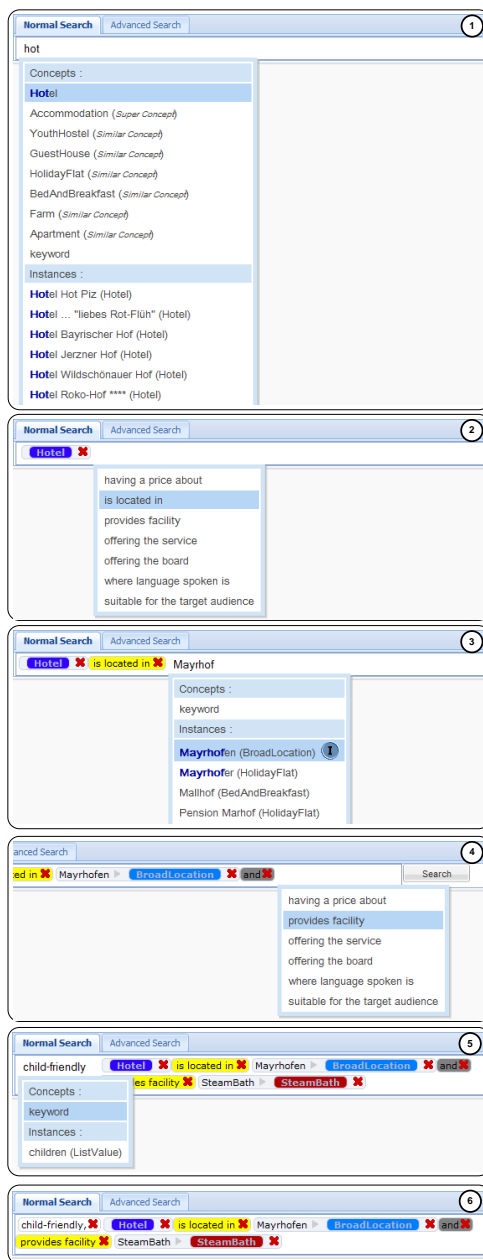 Normal Search Advanced Search 1
hot
Concepts :
Hotel
Accommodation (Super Concept)
YouthHostel (Similar Concept)
GuestHouse (Similar Concept)
HolidayFlat (Similar Concept)
BedAndBreakfast (Similar Concept)
Farm (Similar Concept)
Apartment (Similar Concept)
keyword
Instances :
Hotel Hot Piz (Hotel)
Hotel ... "liebes Rot-Flüh" (Hotel)
Hotel Bayrischer Hof (Hotel)
Hotel Jerzner Hof (Hotel)
Hotel Wildschönauer Hof (Hotel)
Hotel Roko-Hof **** (Hotel)
Normal Search Advanced Search 2
Hotel
having a price about
is located in
provides facility
offering the service
offering the board
where language spoken is
suitable for the target audience
Normal Search Advanced Search 3
Hotel is located in Mayrhof
Concepts :
keyword
Instances :
Mayrhofen (BroadLocation)
Mayrhofer (HolidayFlat)
Mallhof (BedAndBreakfast)
Pension Marhof (HolidayFlat)
anced Search 4
ed in Mayrhofen BroadLocation and Search
having a price about
provides facility
offering the service
offering the board
where language spoken is
suitable for the target audience
Normal Search Advanced Search 5
child-friendly Hotel is located in Mayrhofen BroadLocation and
es facility SteamBath SteamBath
Concepts :
keyword
Instances :
children (ListValue)
Normal Search Advanced Search 6
child-friendly, Hotel is located in Mayrhofen BroadLocation and
provides facility SteamBath SteamBath